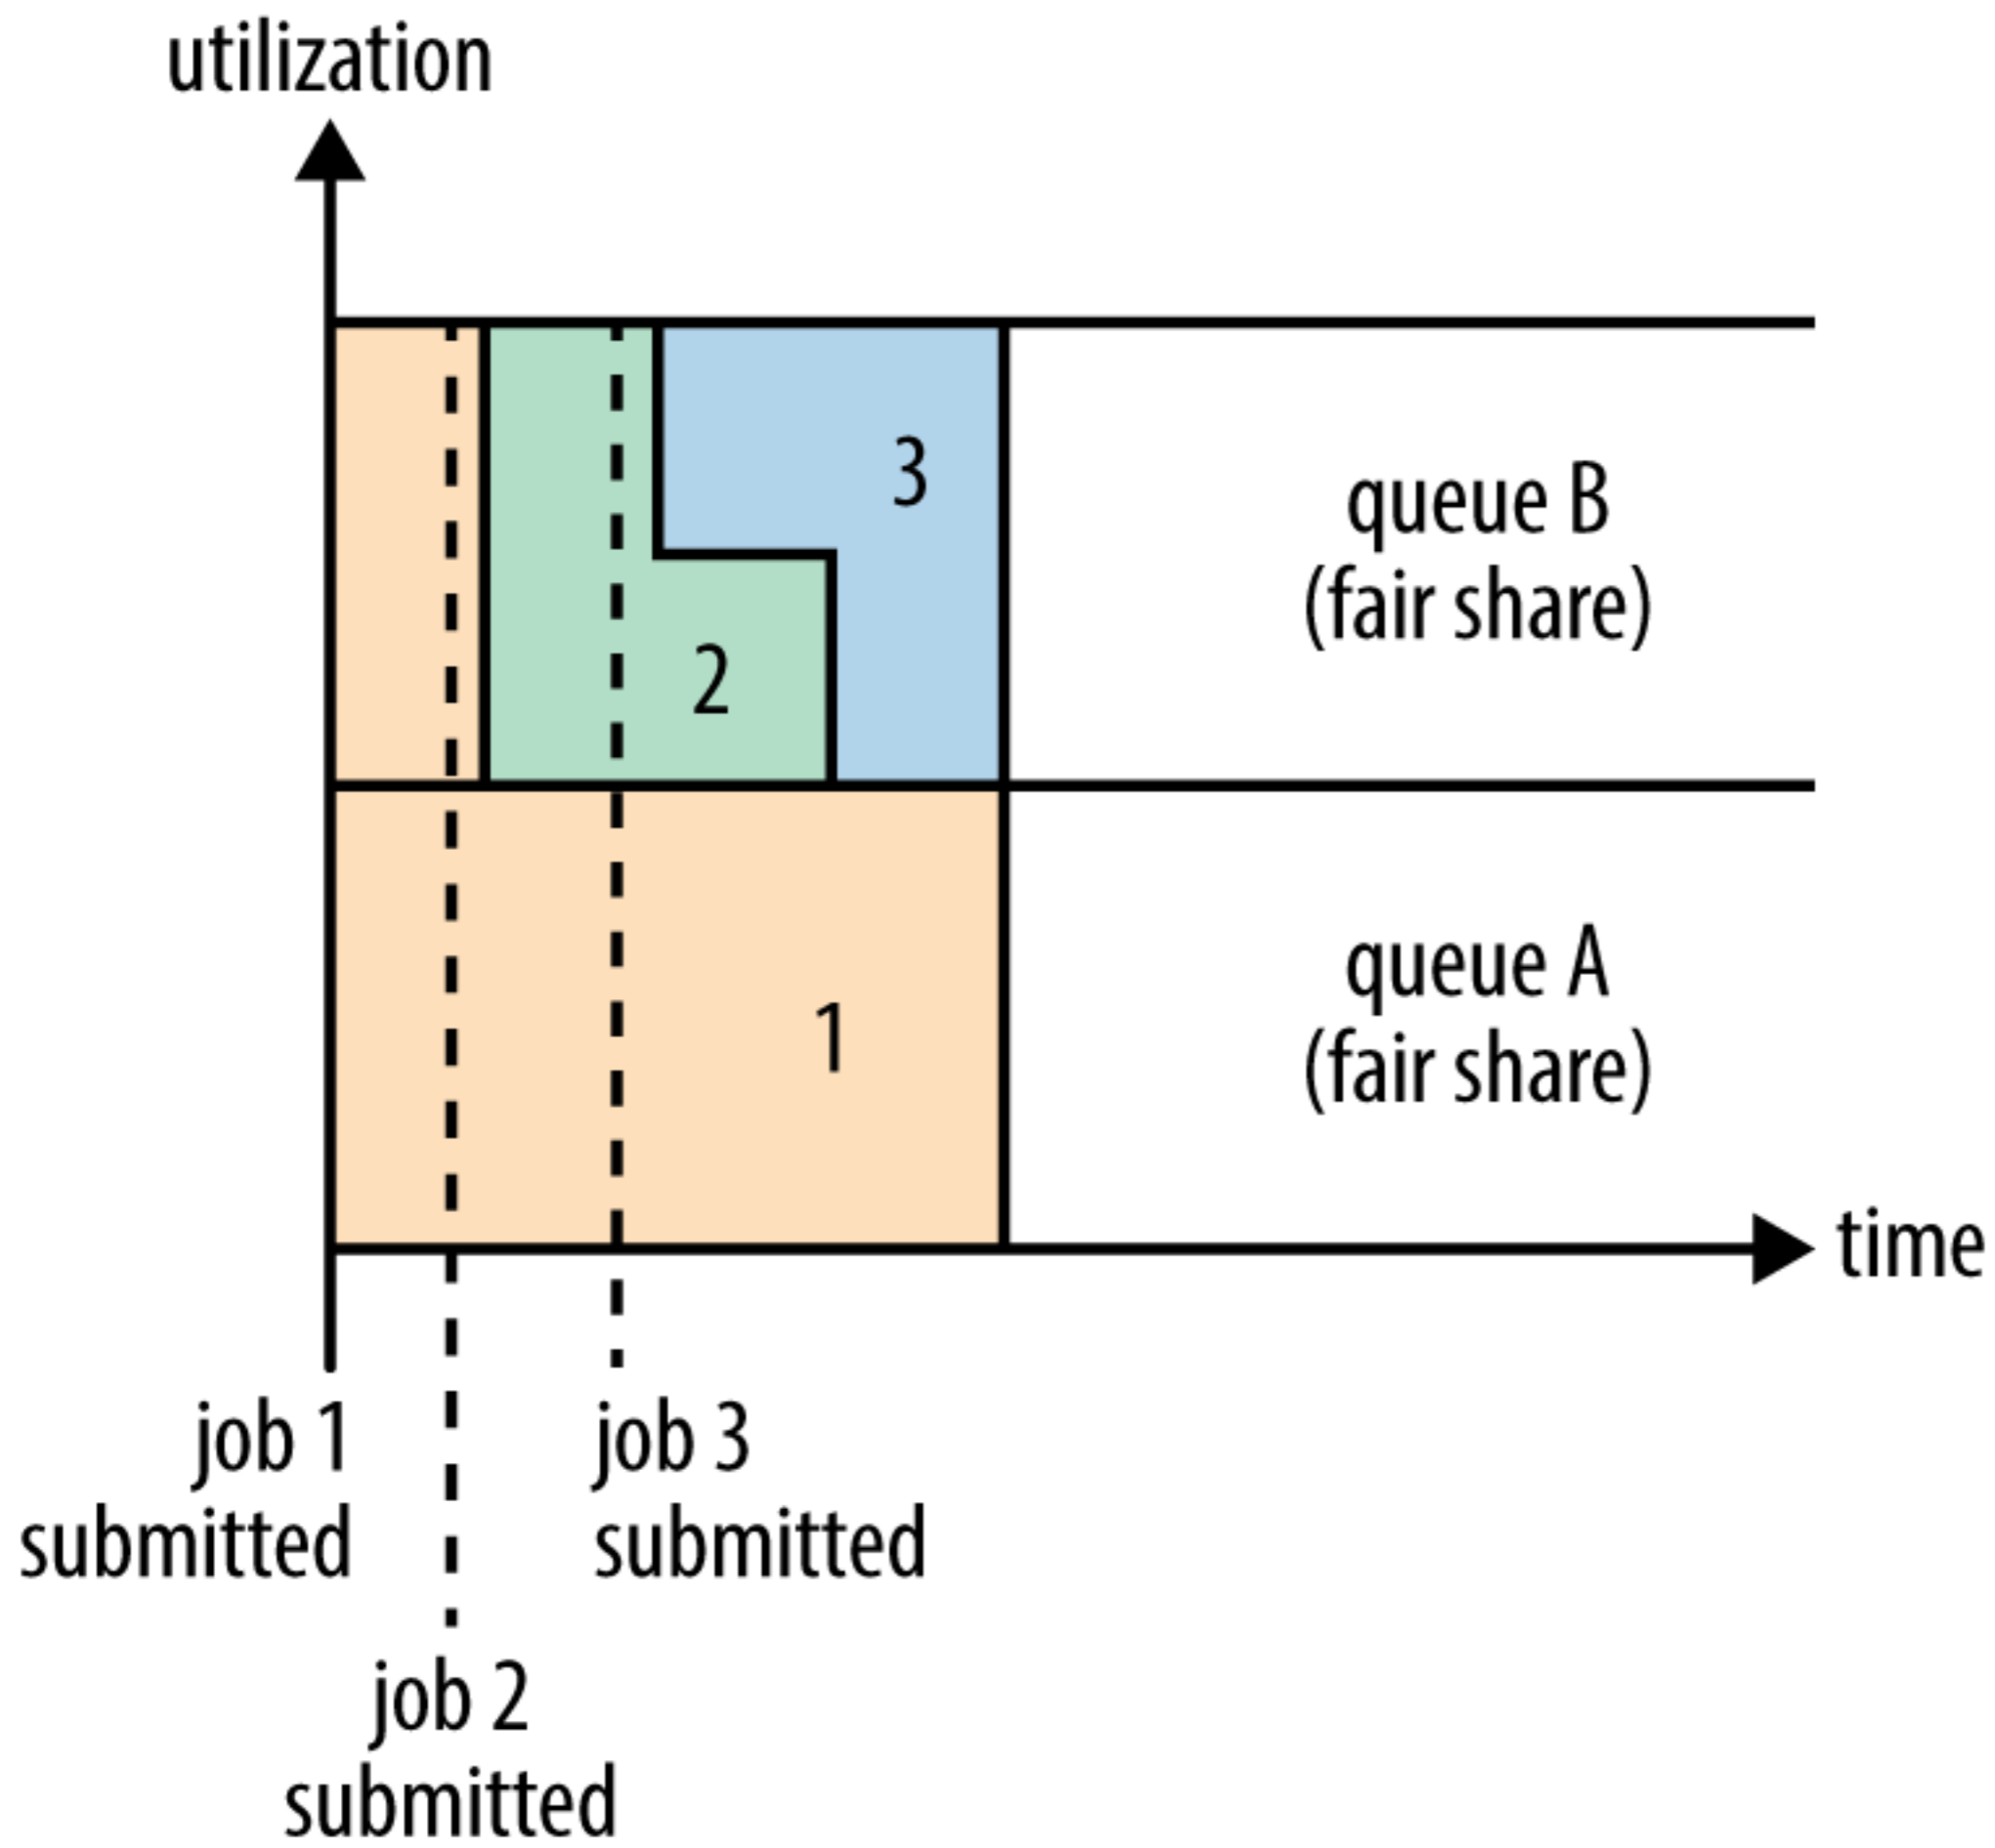 utilization
3
queue B
(fair share)
2
queue A
(fair share)
1
time
job 1
submitted
job 3
submitted
job 2
submitted